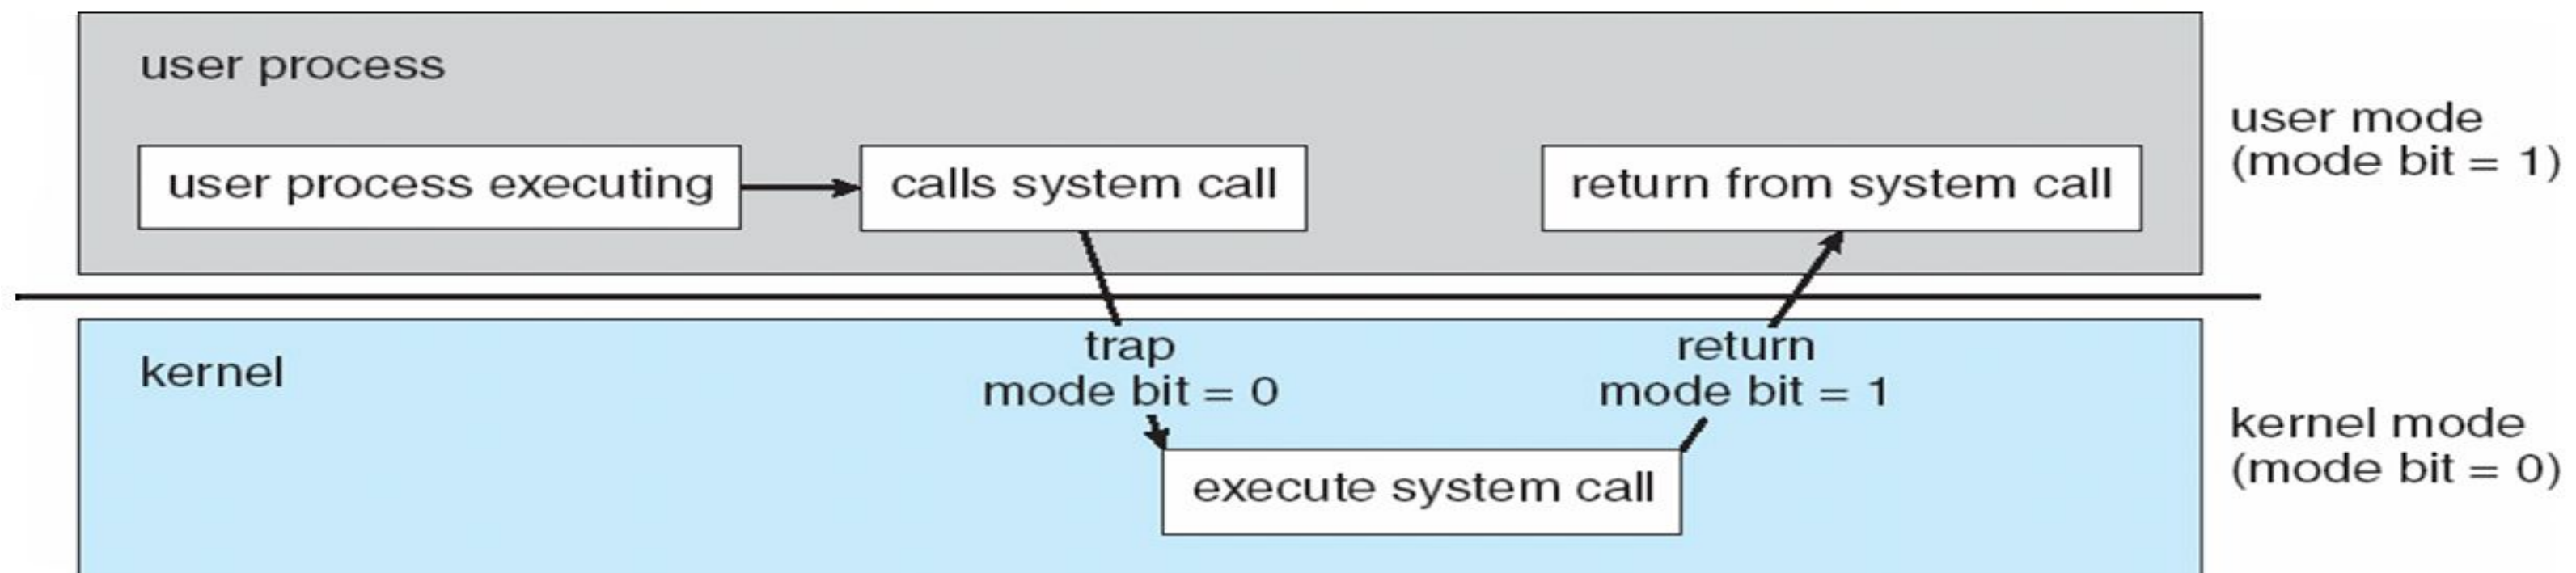 user process
user process executing
calls system call
return from system call
user mode
(mode bit = 1)
kernel
trap
mode bit = 0
return
mode bit = 1
execute system call
kernel mode
(mode bit = 0)